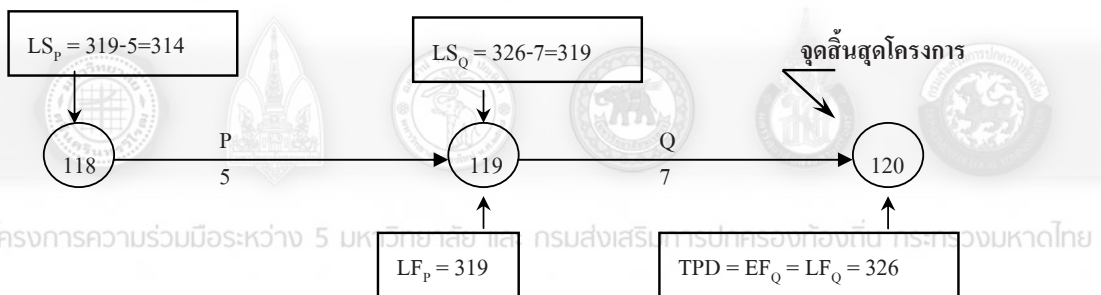 LS_P = 319-5=314
LS_Q = 326-7=319
จุดสิ้นสุดโครงการ
P
Q
118
119
120
5
7
ครงการความร่วมมือระหว่าง 5 มหาวิทยาลัย และ กรมส่งเสริมการปกครองท้องถิ่น กระทรวงมหาดไทย
LF_P = 319
TPD = EF_Q = LF_Q = 326